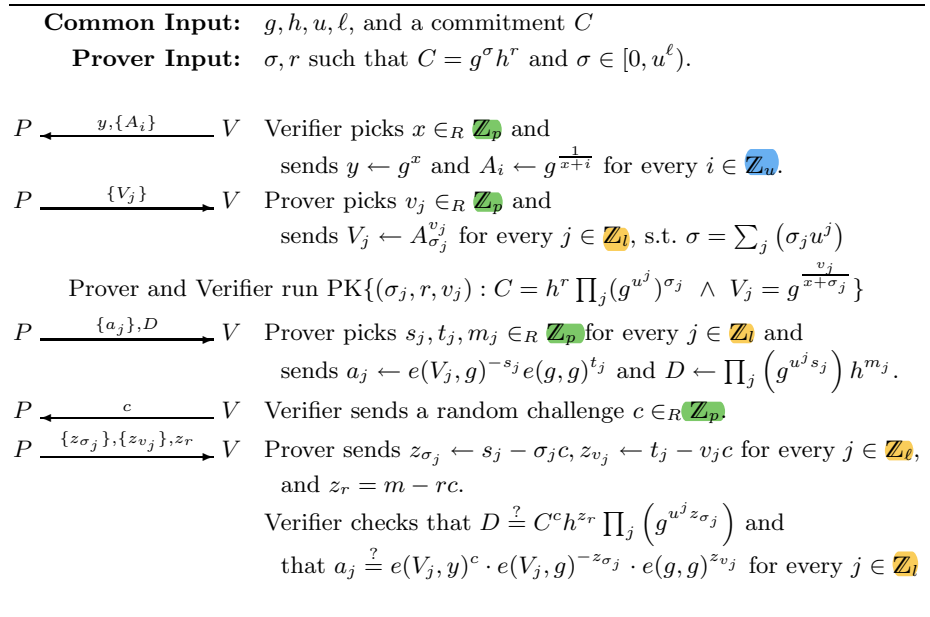 Common Input: g, h, u, ℓ, and a commitment C
Prover Input: σ, r such that C = g^σ h^r and σ ∈ [0, u^ℓ).
P ←(y,{A_i})— V Verifier picks x ∈_R ℤ_p and
sends y ← g^x and A_i ← g^{1/(x+i)} for every i ∈ ℤ_u.
P —({V_j})→ V Prover picks v_j ∈_R ℤ_p and
sends V_j ← A_{σ_j}^{v_j} for every j ∈ ℤ_l, s.t. σ = ∑_j (σ_j u^j)
Prover and Verifier run PK{(σ_j, r, v_j) : C = h^r ∏_j (g^{u^j})^{σ_j} ∧ V_j = g^{v_j/(x+σ_j)}}
P —({a_j},D)→ V Prover picks s_j, t_j, m_j ∈_R ℤ_p for every j ∈ ℤ_l and
sends a_j ← e(V_j, g)^{−s_j} e(g, g)^{t_j} and D ← ∏_j (g^{u^j s_j}) h^{m_j}.
P ←(c)— V Verifier sends a random challenge c ∈_R ℤ_p.
P —({z_{σ_j}},{z_{v_j}},z_r)→ V Prover sends z_{σ_j} ← s_j − σ_j c, z_{v_j} ← t_j − v_j c for every j ∈ ℤ_ℓ,
and z_r = m − rc.
Verifier checks that D ≟ C^c h^{z_r} ∏_j (g^{u^j z_{σ_j}}) and
that a_j ≟ e(V_j, y)^c · e(V_j, g)^{−z_{σ_j}} · e(g, g)^{z_{v_j}} for every j ∈ ℤ_l